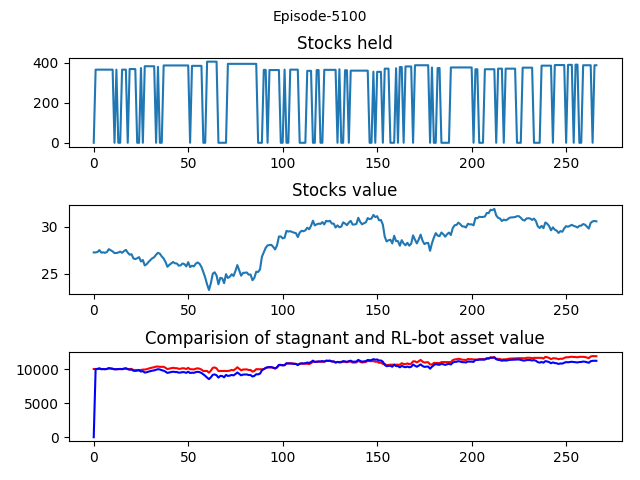 Episode-5100
Stocks held
400
200
0
0 50 100 150 200 250
Stocks value
30
25
0 50 100 150 200 250
Comparision of stagnant and RL-bot asset value
10000
5000
0
0 50 100 150 200 250